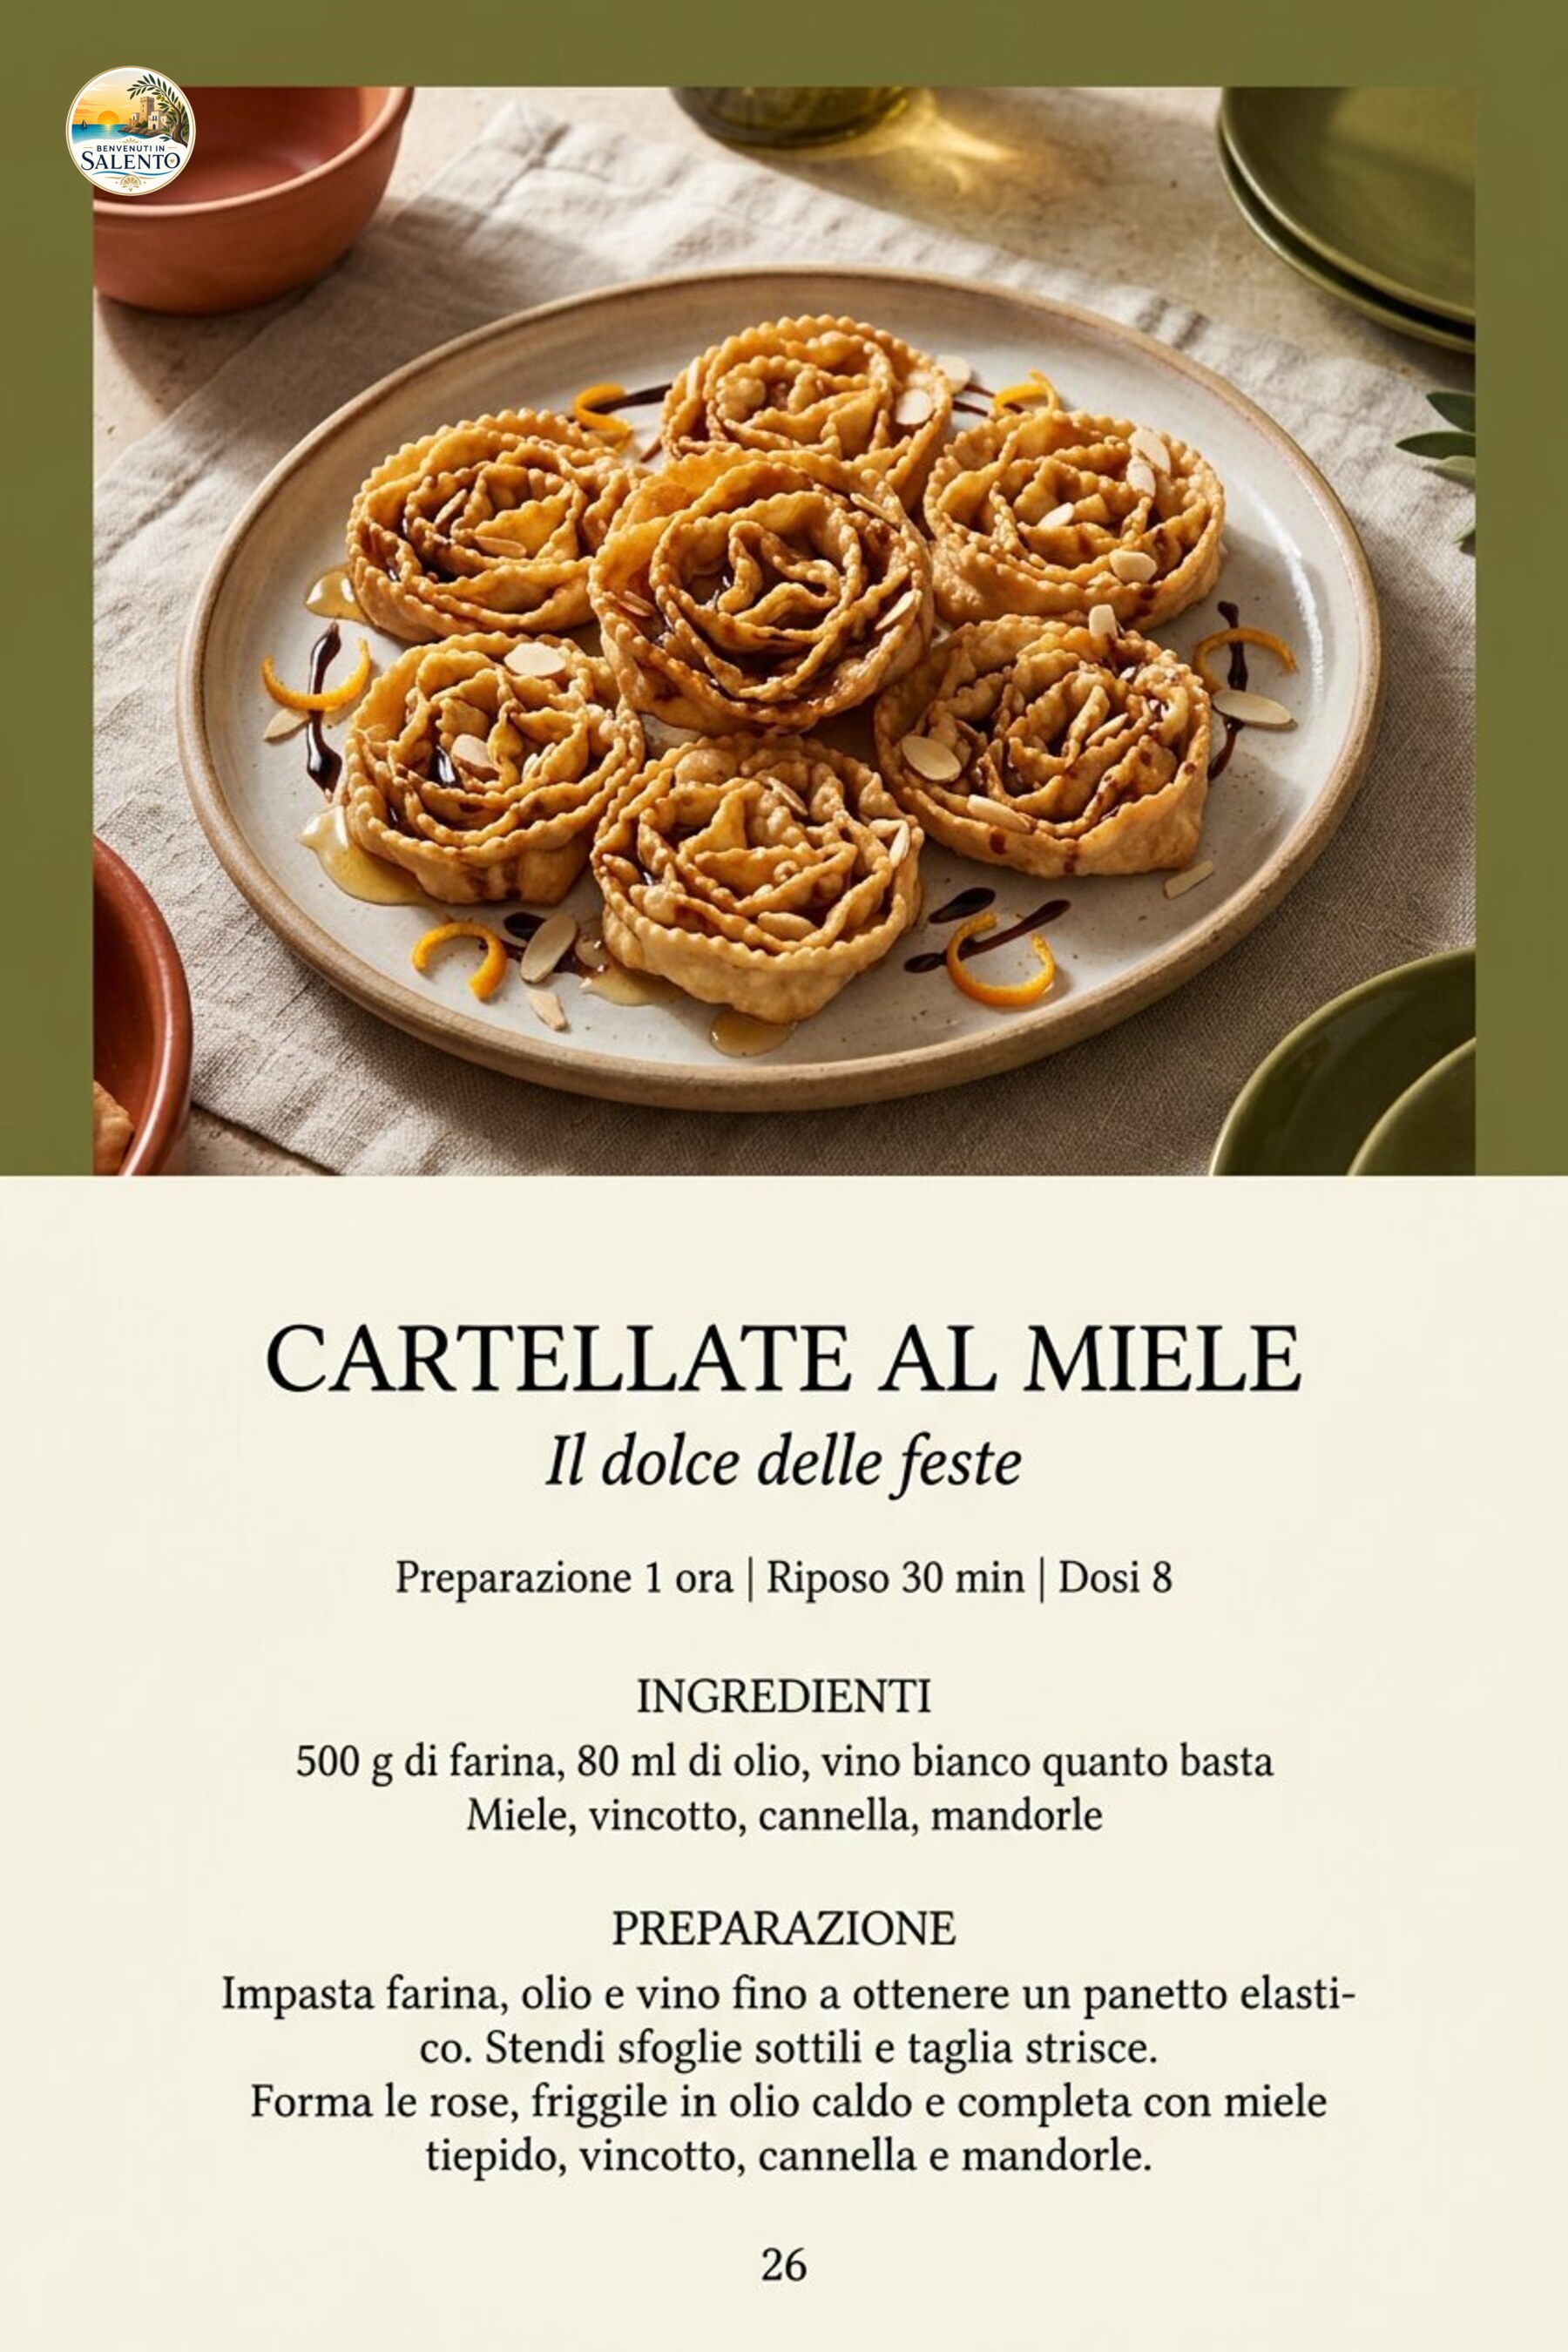 BENVENUTI IN
SALENTO
CARTELLATE AL MIELE
Il dolce delle feste
Preparazione 1 ora | Riposo 30 min | Dosi 8
INGREDIENTI
500 g di farina, 80 ml di olio, vino bianco quanto basta
Miele, vincotto, cannella, mandorle
PREPARAZIONE
Impasta farina, olio e vino fino a ottenere un panetto elasti-
co. Stendi sfoglie sottili e taglia strisce.
Forma le rose, friggile in olio caldo e completa con miele
tiepido, vincotto, cannella e mandorle.
26